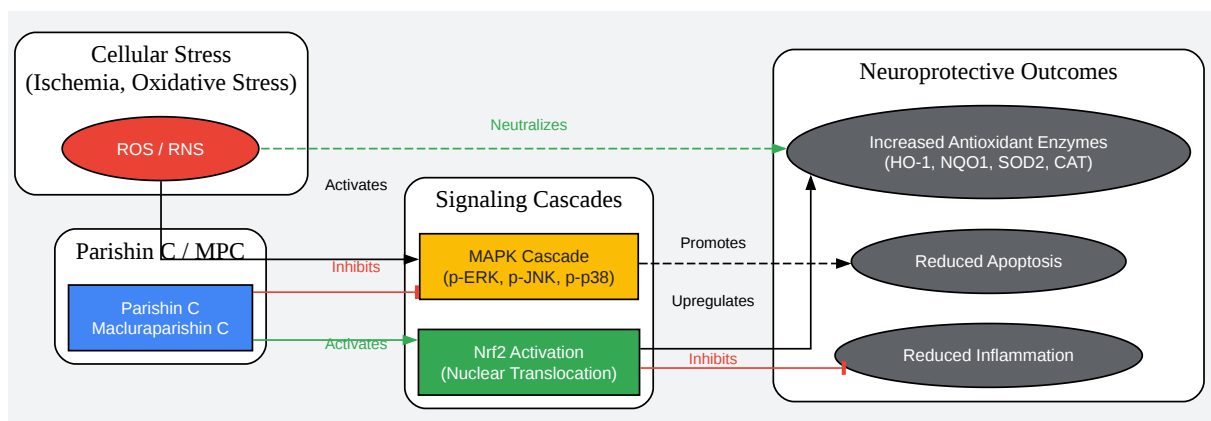 Cellular Stress
(Ischemia, Oxidative Stress)
ROS / RNS
Neutralizes
Activates
Parishin C / MPC
Parishin C
Macluraparishin C
Inhibits
Activates
Signaling Cascades
MAPK Cascade
(p-ERK, p-JNK, p-p38)
Nrf2 Activation
(Nuclear Translocation)
Promotes
Upregulates
Inhibits
Neuroprotective Outcomes
Increased Antioxidant Enzymes
(HO-1, NQO1, SOD2, CAT)
Reduced Apoptosis
Reduced Inflammation